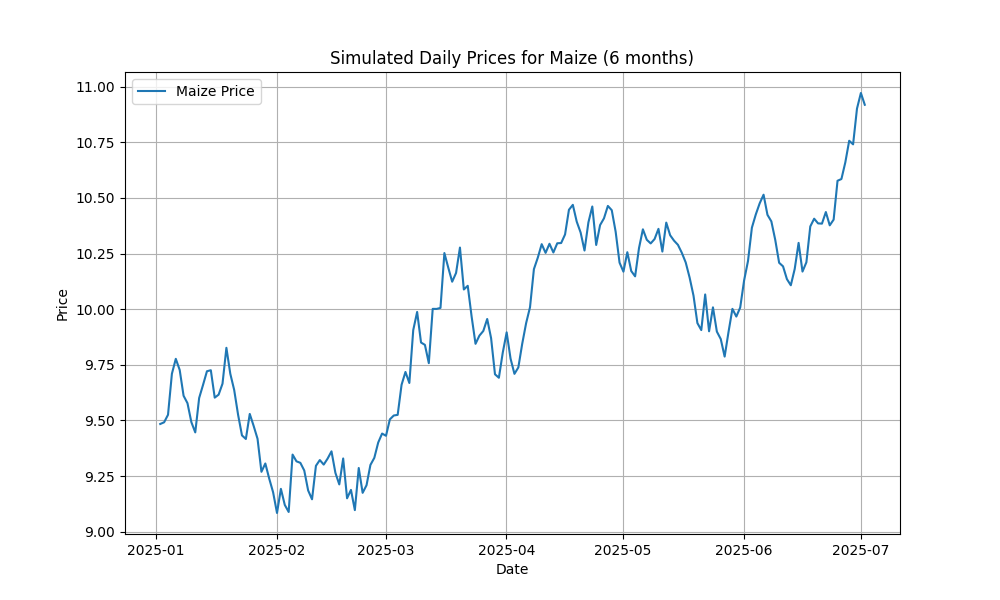 Simulated Daily Prices for Maize (6 months)
Maize Price
Price
11.00
10.75
10.50
10.25
10.00
9.75
9.50
9.25
9.00
2025-01 2025-02 2025-03 2025-04 2025-05 2025-06 2025-07
Date